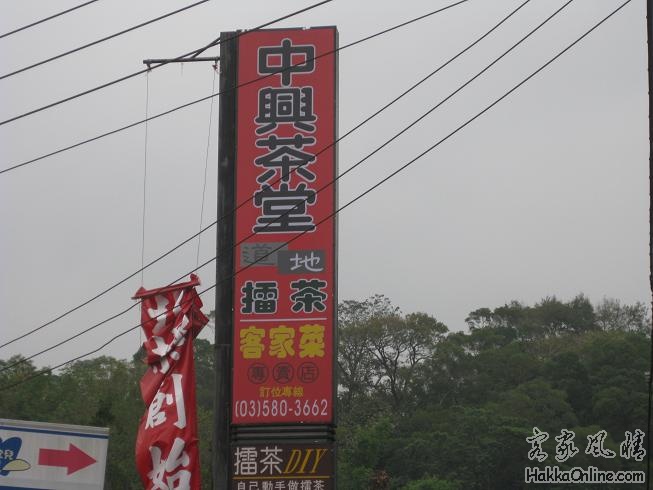 中興茶堂
道地
擂茶
客家菜
專賣店
訂位專線
(03)580-3662
擂茶DIY
自己動手做擂茶
創始
客家風情
HakkaOnline.com